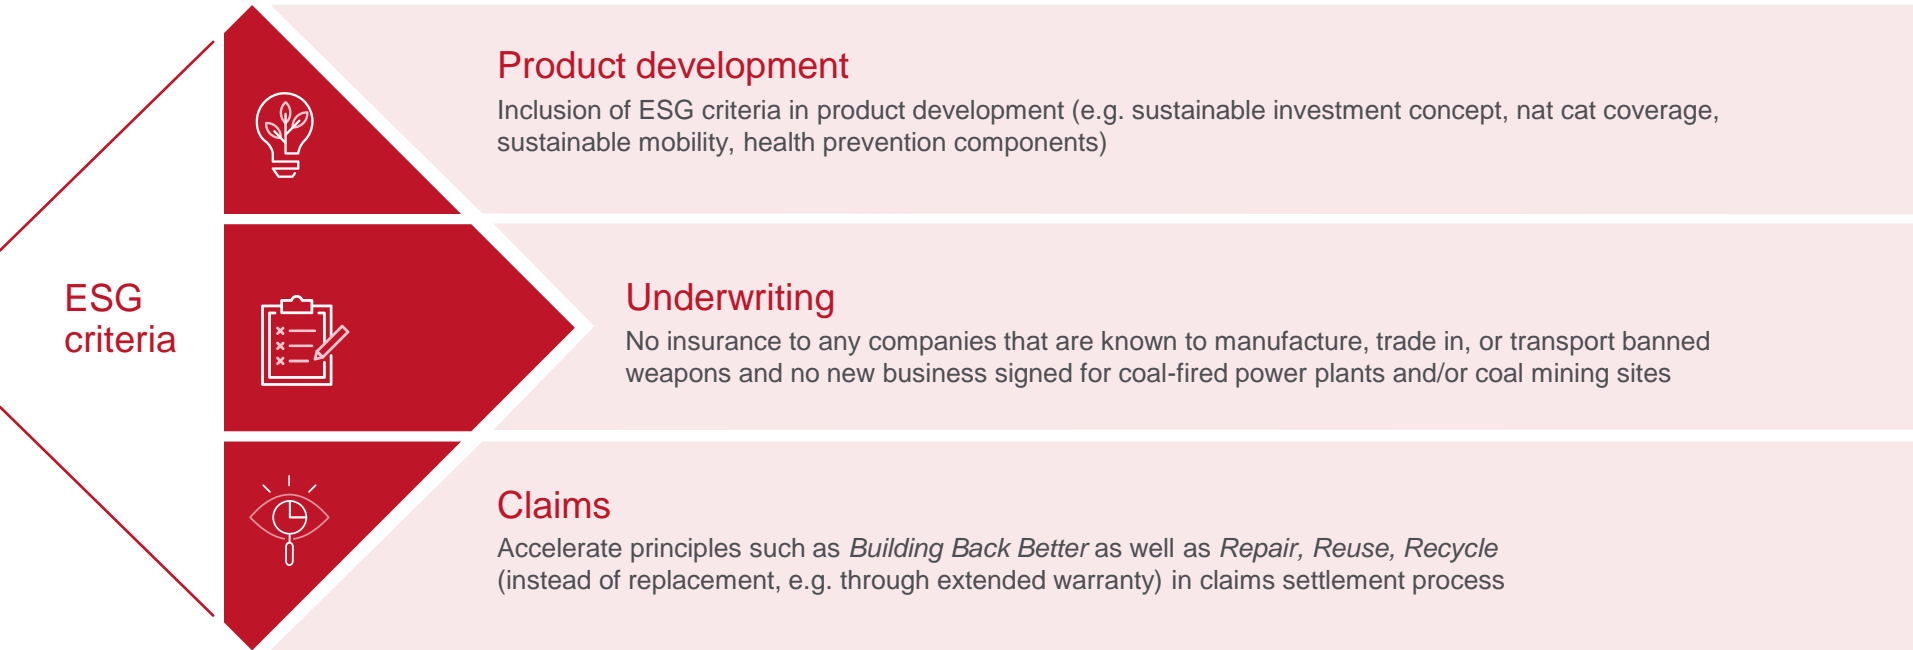 ESG
criteria
Product development
Inclusion of ESG criteria in product development (e.g. sustainable investment concept, nat cat coverage,
sustainable mobility, health prevention components)
Underwriting
No insurance to any companies that are known to manufacture, trade in, or transport banned
weapons and no new business signed for coal-fired power plants and/or coal mining sites
Claims
Accelerate principles such as Building Back Better as well as Repair, Reuse, Recycle
(instead of replacement, e.g. through extended warranty) in claims settlement process